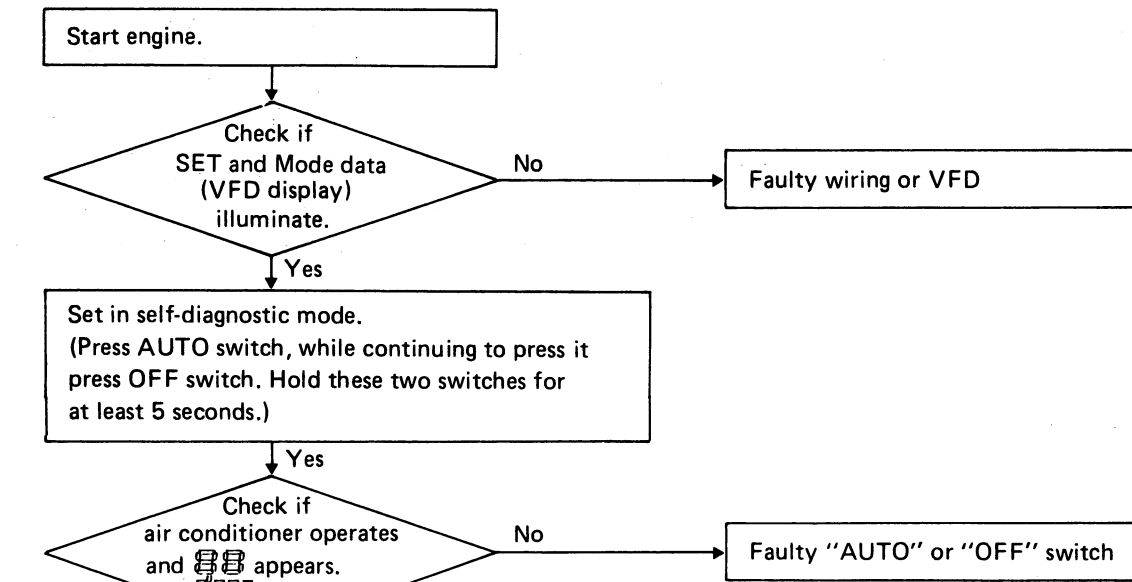 Start engine.
Check if
SET and Mode data
(VFD display)
illuminate.
No
Faulty wiring or VFD
Yes
Set in self-diagnostic mode.
(Press AUTO switch, while continuing to press it
press OFF switch. Hold these two switches for
at least 5 seconds.)
Yes
Check if
air conditioner operates
and 88 appears.
No
Faulty "AUTO" or "OFF" switch